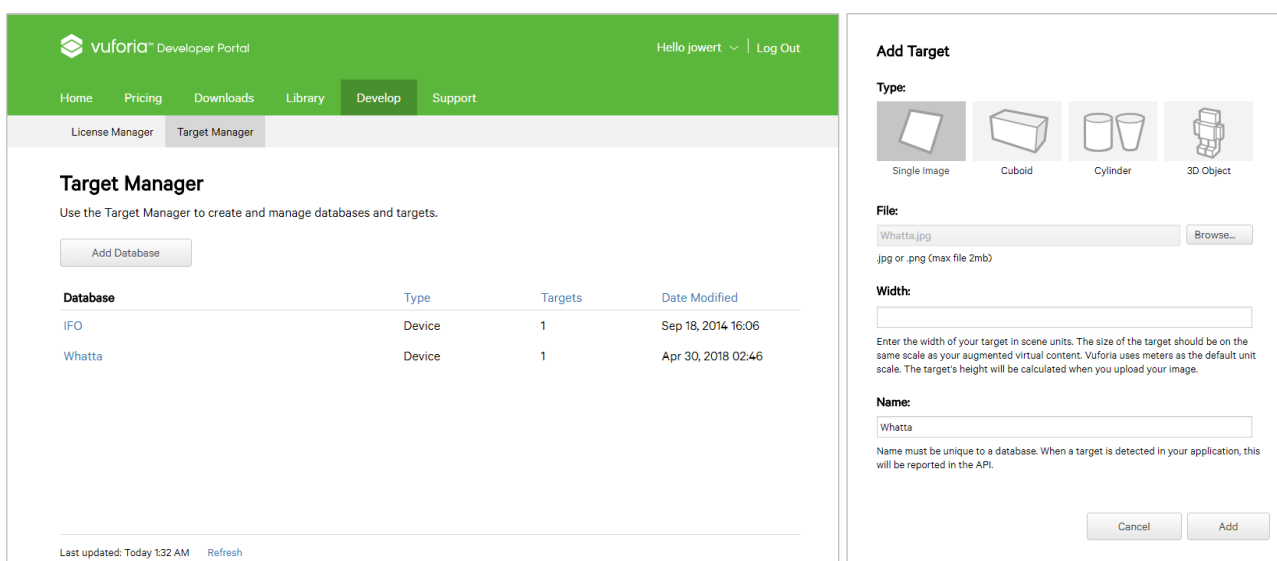 vuforia™ Developer Portal
Hello jowert | Log Out
Home Pricing Downloads Library Develop Support
License Manager Target Manager
Target Manager
Use the Target Manager to create and manage databases and targets.
Add Database
Database Type Targets Date Modified
IFO Device 1 Sep 18, 2014 16:06
Whatta Device 1 Apr 30, 2018 02:46
Last updated: Today 1:32 AM Refresh
Add Target
Type:
Single Image Cuboid Cylinder 3D Object
File:
Whatta.jpg Browse...
.jpg or .png (max file 2mb)
Width:
Enter the width of your target in scene units. The size of the target should be on the
same scale as your augmented virtual content. Vuforia uses meters as the default unit
scale. The target's height will be calculated when you upload your image.
Name:
Whatta
Name must be unique to a database. When a target is detected in your application, this
will be reported in the API.
Cancel Add